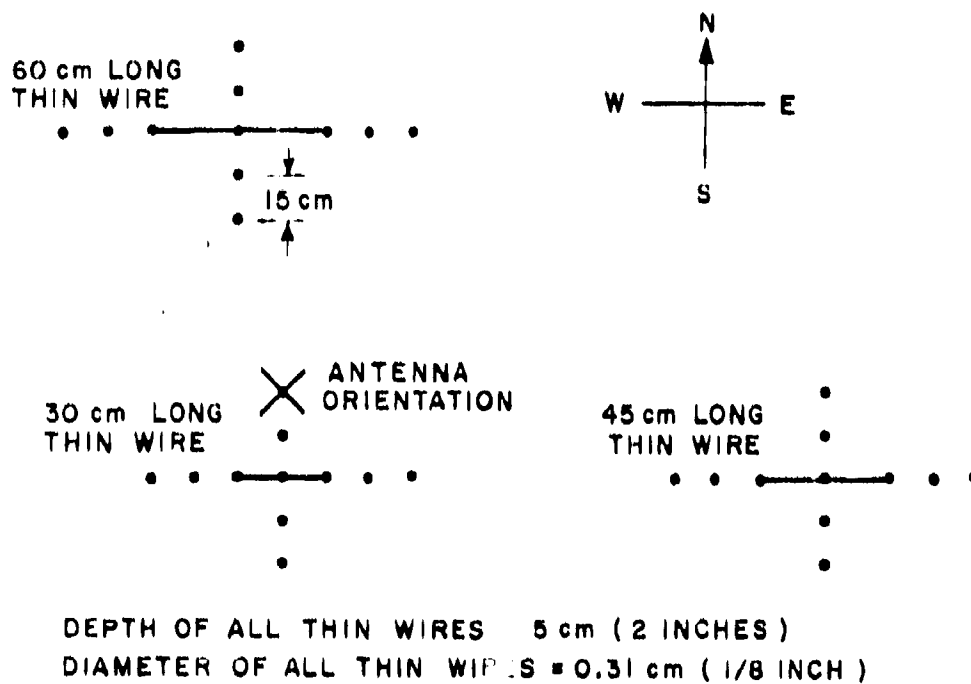 60 cm LONG
THIN WIRE
15 cm
N
W E
S
ANTENNA
ORIENTATION
30 cm LONG
THIN WIRE
45 cm LONG
THIN WIRE
DEPTH OF ALL THIN WIRES 5 cm ( 2 INCHES )
DIAMETER OF ALL THIN = 0.31 cm ( 1/8 INCH )